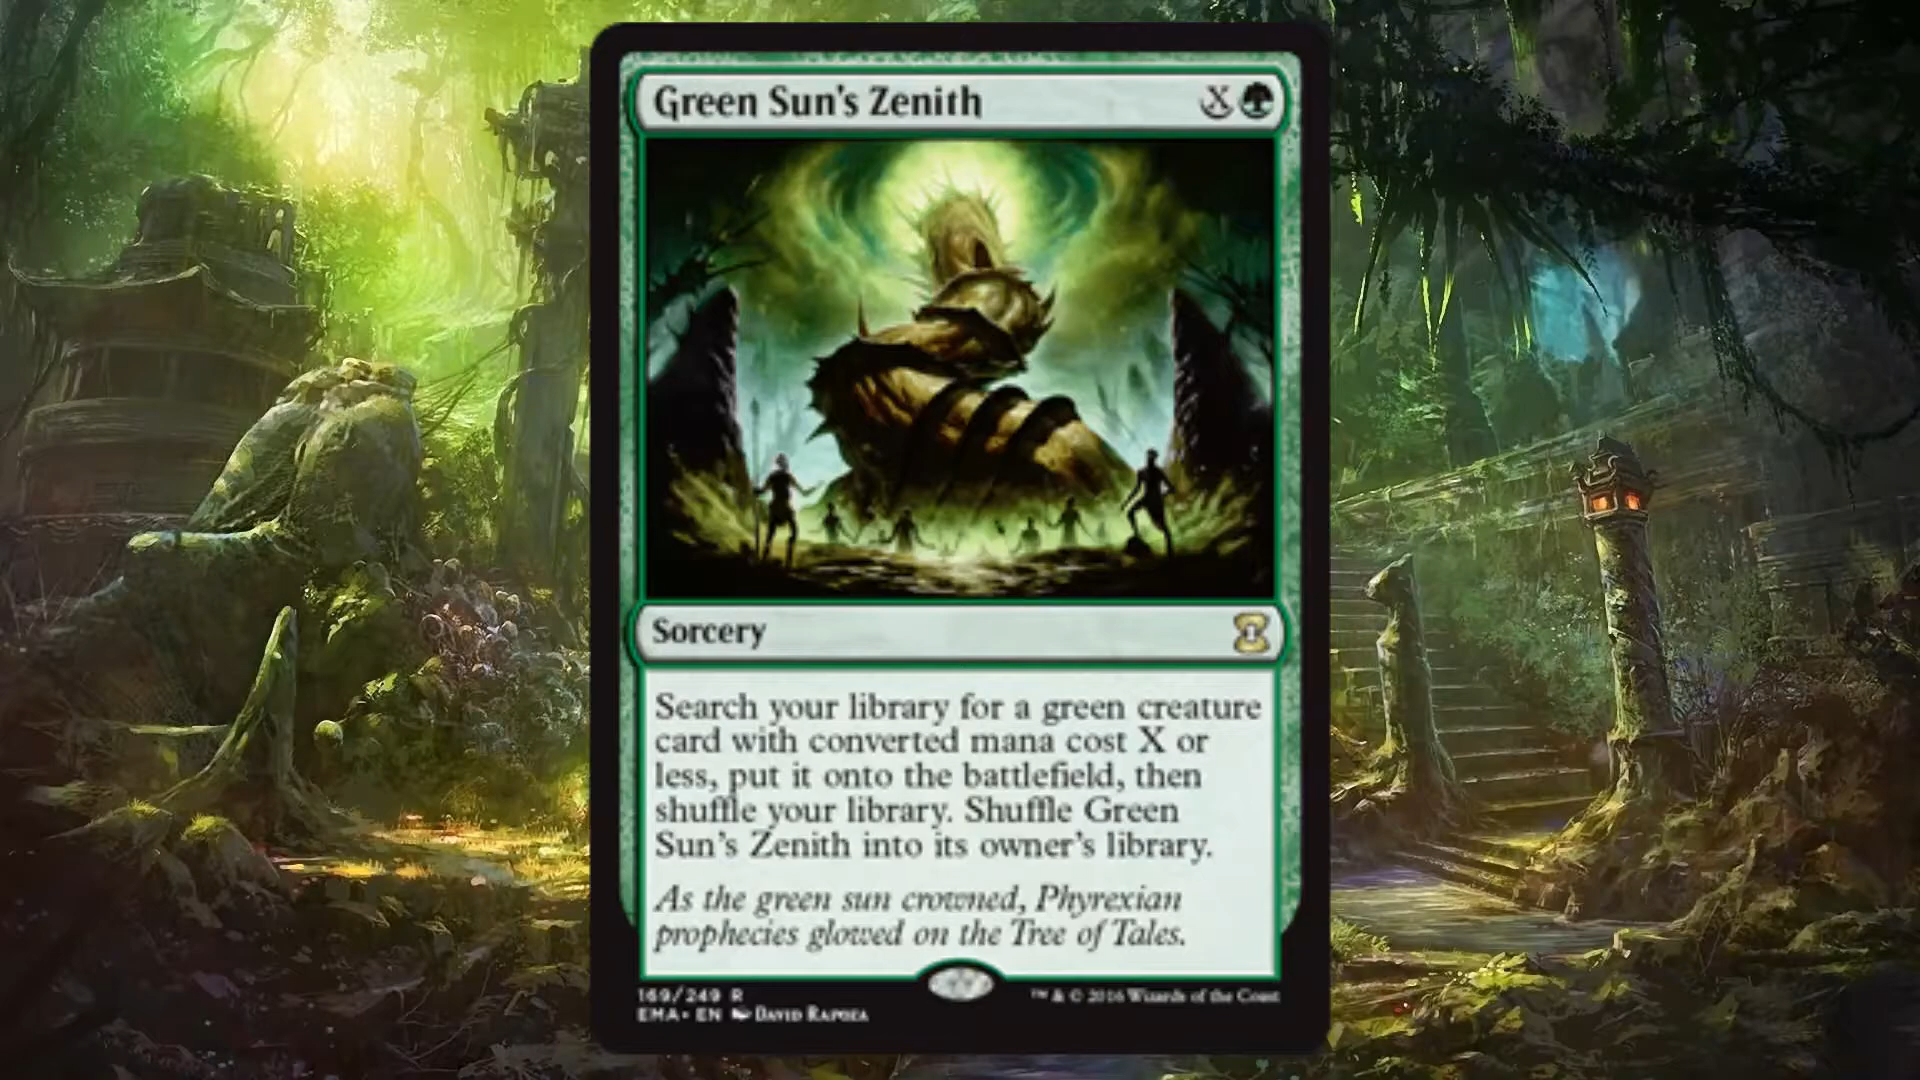 Green Sun's Zenith X
Sorcery
Search your library for a green creature
card with converted mana cost X or
less, put it onto the battlefield, then
shuffle your library. Shuffle Green
Sun's Zenith into its owner's library.
As the green sun crowned, Phyrexian
prophecies glowed on the Tree of Tales.
169/249 R
™ & © 2016 Wizards of the Coast
EMA • EN David Rapoza